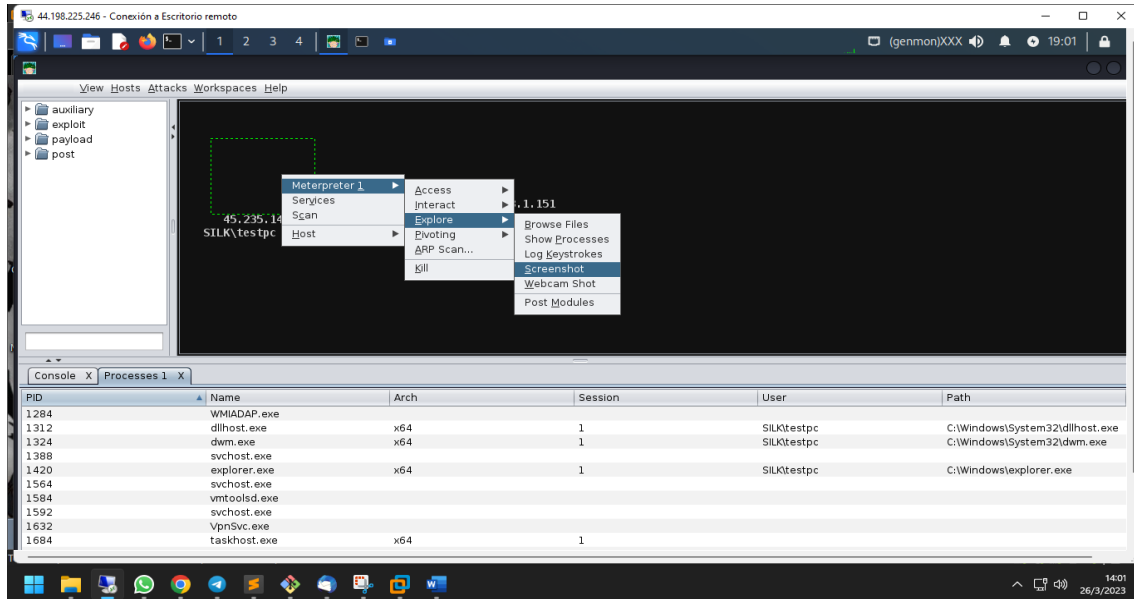 44.198.225.246 - Conexión a Escritorio remoto
1 2 3 4 (genmon)XXX 19:01
View Hosts Attacks Workspaces Help
auxiliary
exploit
payload
post
Meterpreter 1
Services
Scan
Host
Access
Interact
Explore
Pivoting
ARP Scan...
Kill
Browse Files
Show Processes
Log Keystrokes
Screenshot
Webcam Shot
Post Modules
.1.151
45.235.14
SILK\testpc
Console X Processes 1 X
PID Name Arch Session User Path
1284 WMIADAP.exe
1312 dllhost.exe x64 1 SILK\testpc C:\Windows\System32\dllhost.exe
1324 dwm.exe x64 1 SILK\testpc C:\Windows\System32\dwm.exe
1388 svchost.exe
1420 explorer.exe x64 1 SILK\testpc C:\Windows\explorer.exe
1564 svchost.exe
1584 vmtoolsd.exe
1592 svchost.exe
1632 VpnSvc.exe
1684 taskhost.exe x64 1
14:01
26/3/2023